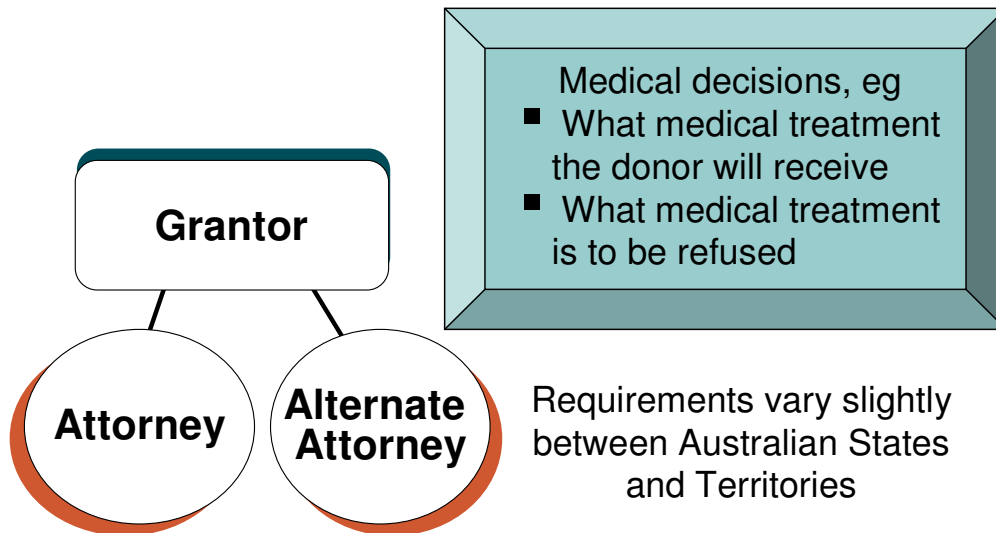 Medical decisions, eg
▪ What medical treatment
the donor will receive
▪ What medical treatment
is to be refused
Grantor
Attorney
Alternate
Attorney
Requirements vary slightly
between Australian States
and Territories